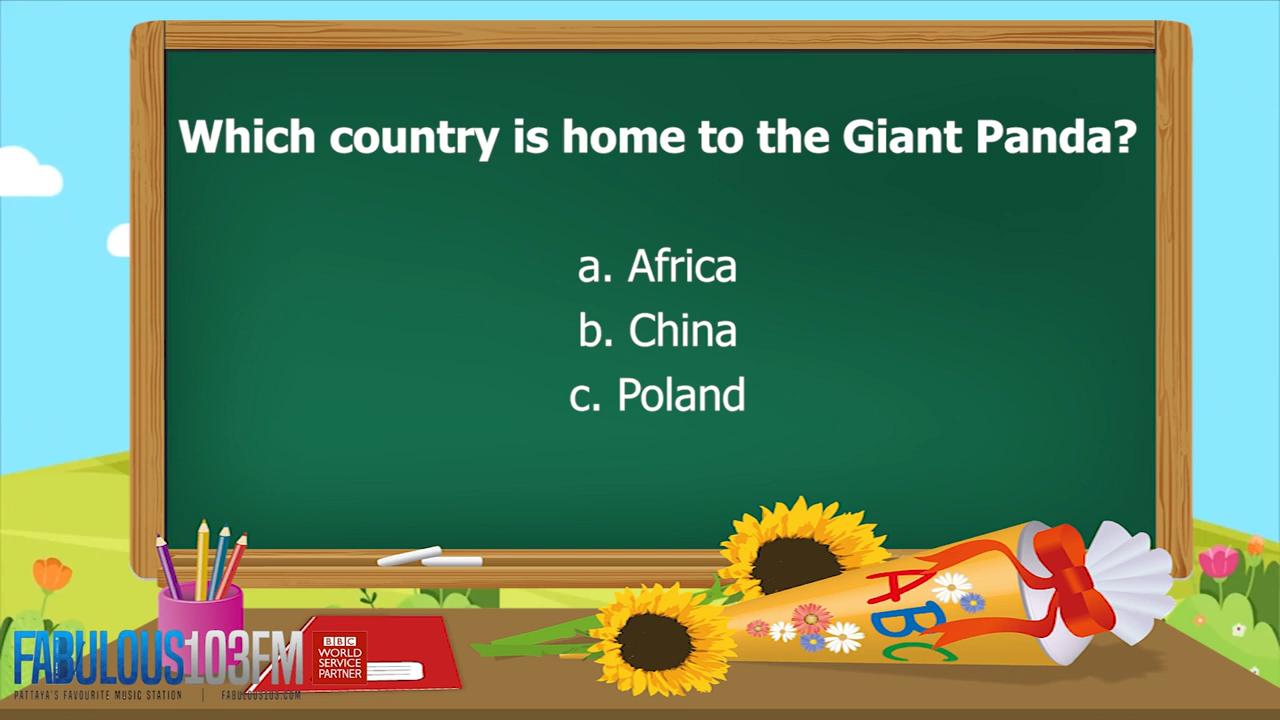 Which country is home to the Giant Panda?
a. Africa
b. China
c. Poland
ABC
FABULOUS103FM
BBC
WORLD
SERVICE
PARTNER
PATTAYA'S FAVOURITE MUSIC STATION | FABULOUS103.COM